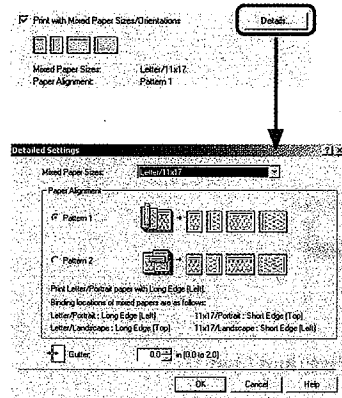 Print with Mixed Paper Sizes/Orientations
Details...
Mixed Paper Sizes: Letter/11x17
Paper Alignment: Pattern 1
Detailed Settings
Mixed Paper Sizes: Letter/11x17
Paper Alignment
Pattern 1
Pattern 2
Print Letter/Portrait paper with Long Edge [Left].
Binding locations of mixed papers are as follows:
Letter/Portrait : Long Edge [Left] 11x17/Portrait : Short Edge [Top]
Letter/Landscape : Long Edge [Top] 11x17/Landscape : Short Edge [Left]
Gutter: 0.0 in [0.0 to 2.0]
OK Cancel Help